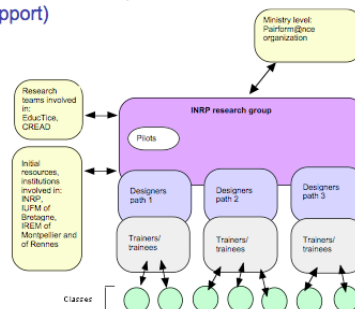 pport)
Ministry level:
Pairform@nce
organization
Research
teams involved
in:
EducTice,
CREAD
INRP research group
Pilots
Initial
resources,
institutions
involved in:
INRP,
IUFM of
Bretagne,
IREM of
Montpellier and
of Rennes
Designers
path 1
Designers
path 2
Designers
path 3
Trainers/
trainees
Trainers/
trainees
Trainers/
trainees
Classes